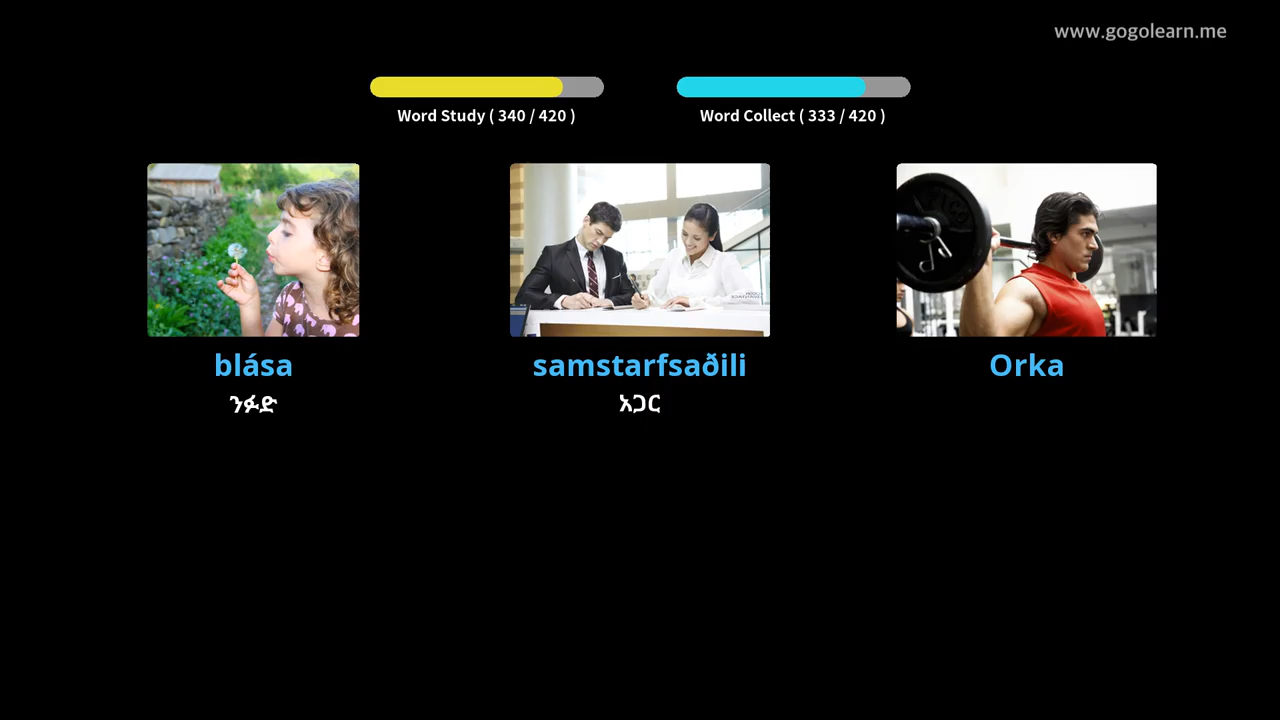 www.gogolearn.me
Word Study ( 340 / 420 )
Word Collect ( 333 / 420 )
blása
samstarfsaðili
Orka
ንፉድ
አጋር